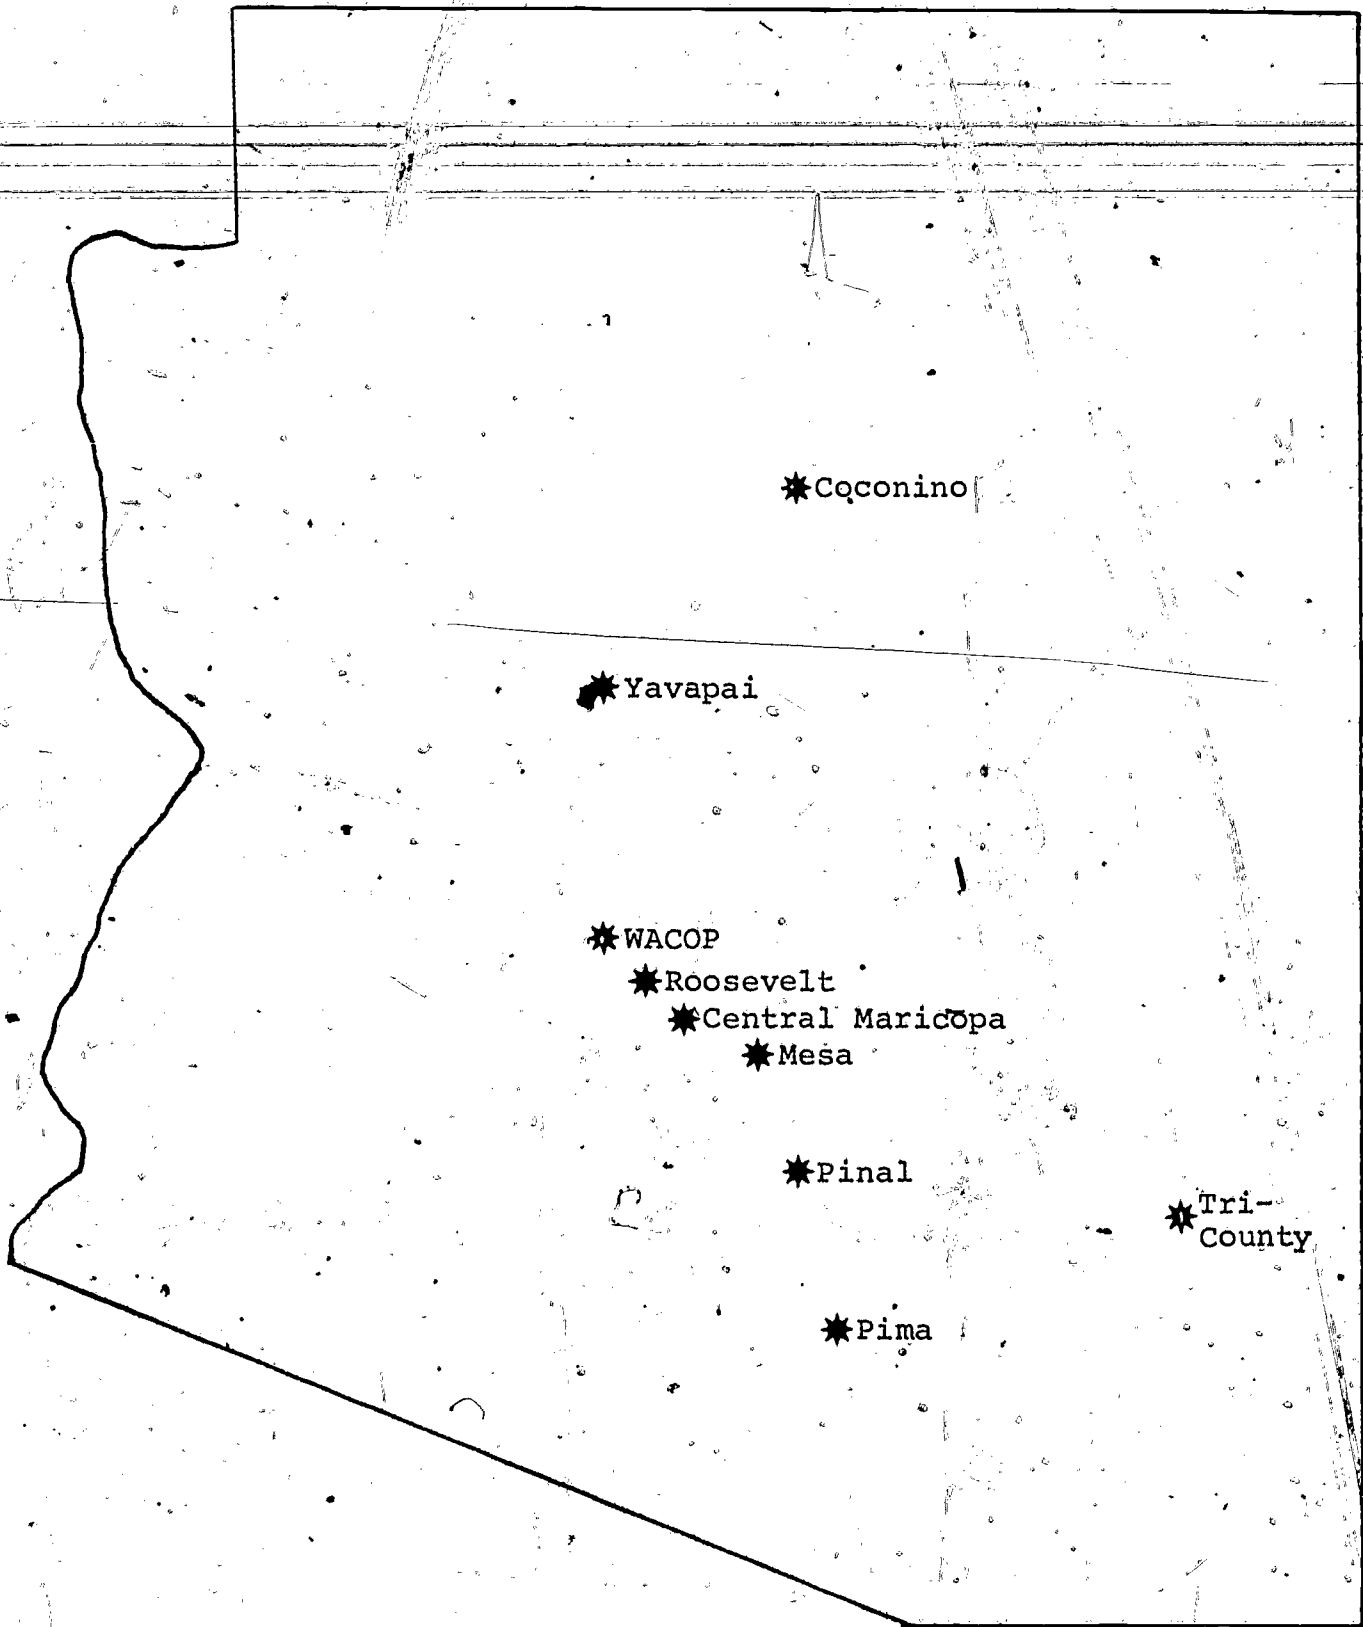 Coconino
Yavapai
WACOP
Roosevelt
Central Maricopa
Mesa
Pinal
Tri-
County
Pima